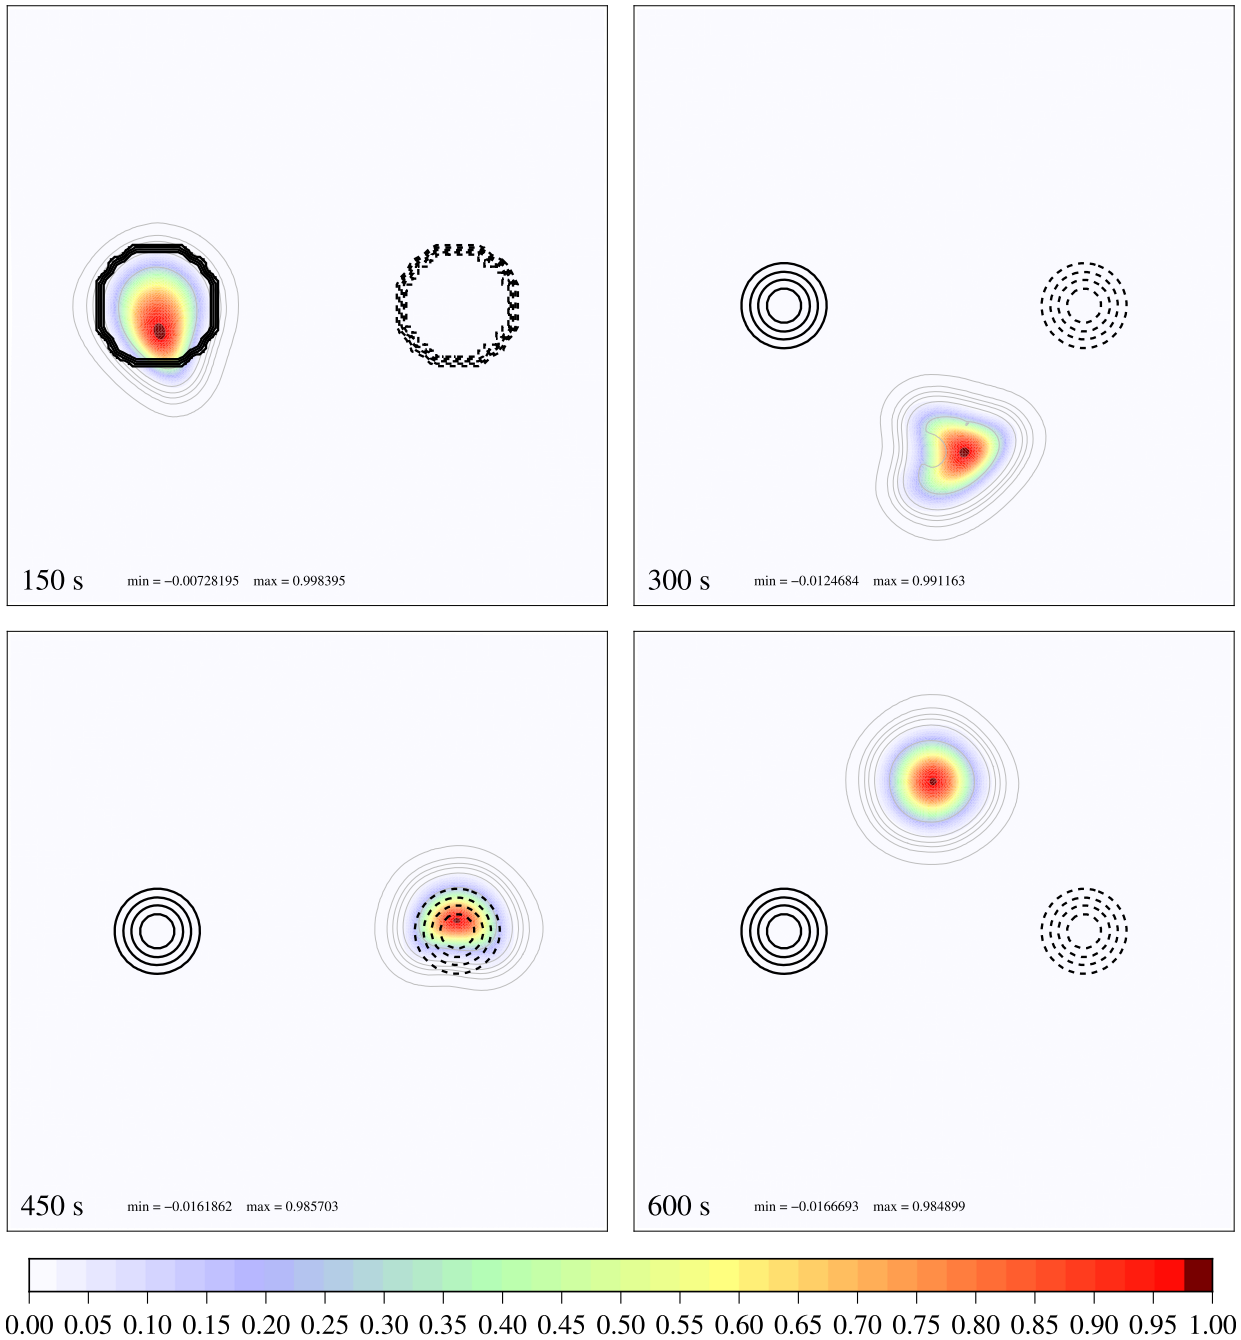 150 s min = −0.00728195 max = 0.998395
300 s min = −0.0124684 max = 0.991163
450 s min = −0.0161862 max = 0.985703
600 s min = −0.0166693 max = 0.984899
0.00 0.05 0.10 0.15 0.20 0.25 0.30 0.35 0.40 0.45 0.50 0.55 0.60 0.65 0.70 0.75 0.80 0.85 0.90 0.95 1.00